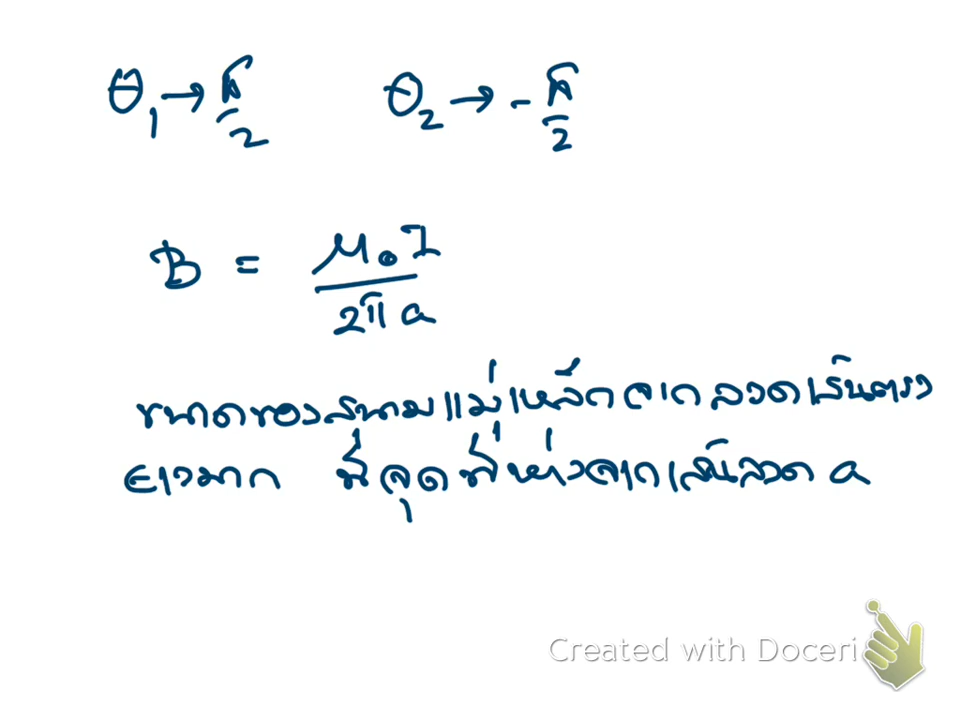 θ₁ → π/2 θ₂ → -π/2
B = μ₀I / 2πa
ขนาดของสนามแม่เหล็กจากลวดเส้นตรง
ยาวมาก ที่จุดที่ห่างจากเส้นลวด a
Created with Doceri